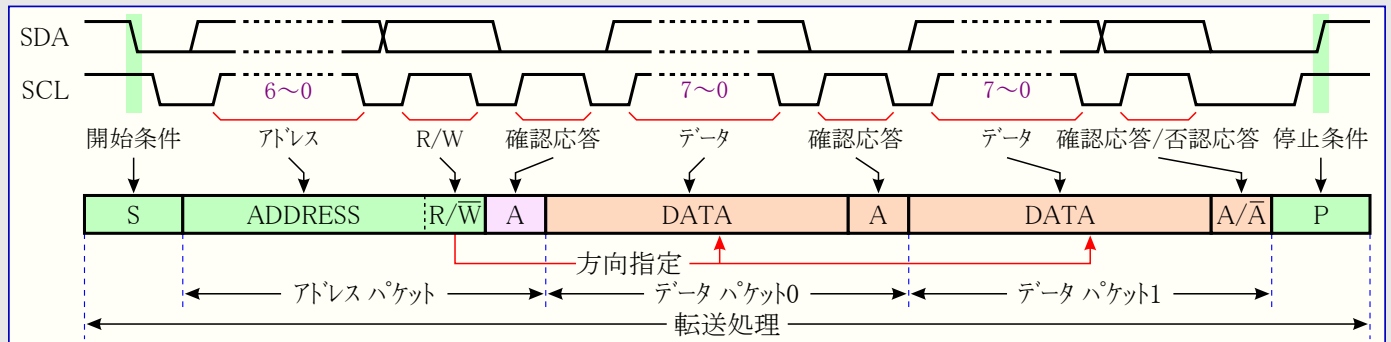 SDA
SCL
6～0
7～0
7～0
開始条件
アドレス
R/W
確認応答
データ
確認応答
データ
確認応答/否認応答
停止条件
S
ADDRESS
R/W̅
A
DATA
A
DATA
A/A̅
P
方向指定
アドレス パケット
データ パケット0
データ パケット1
転送処理